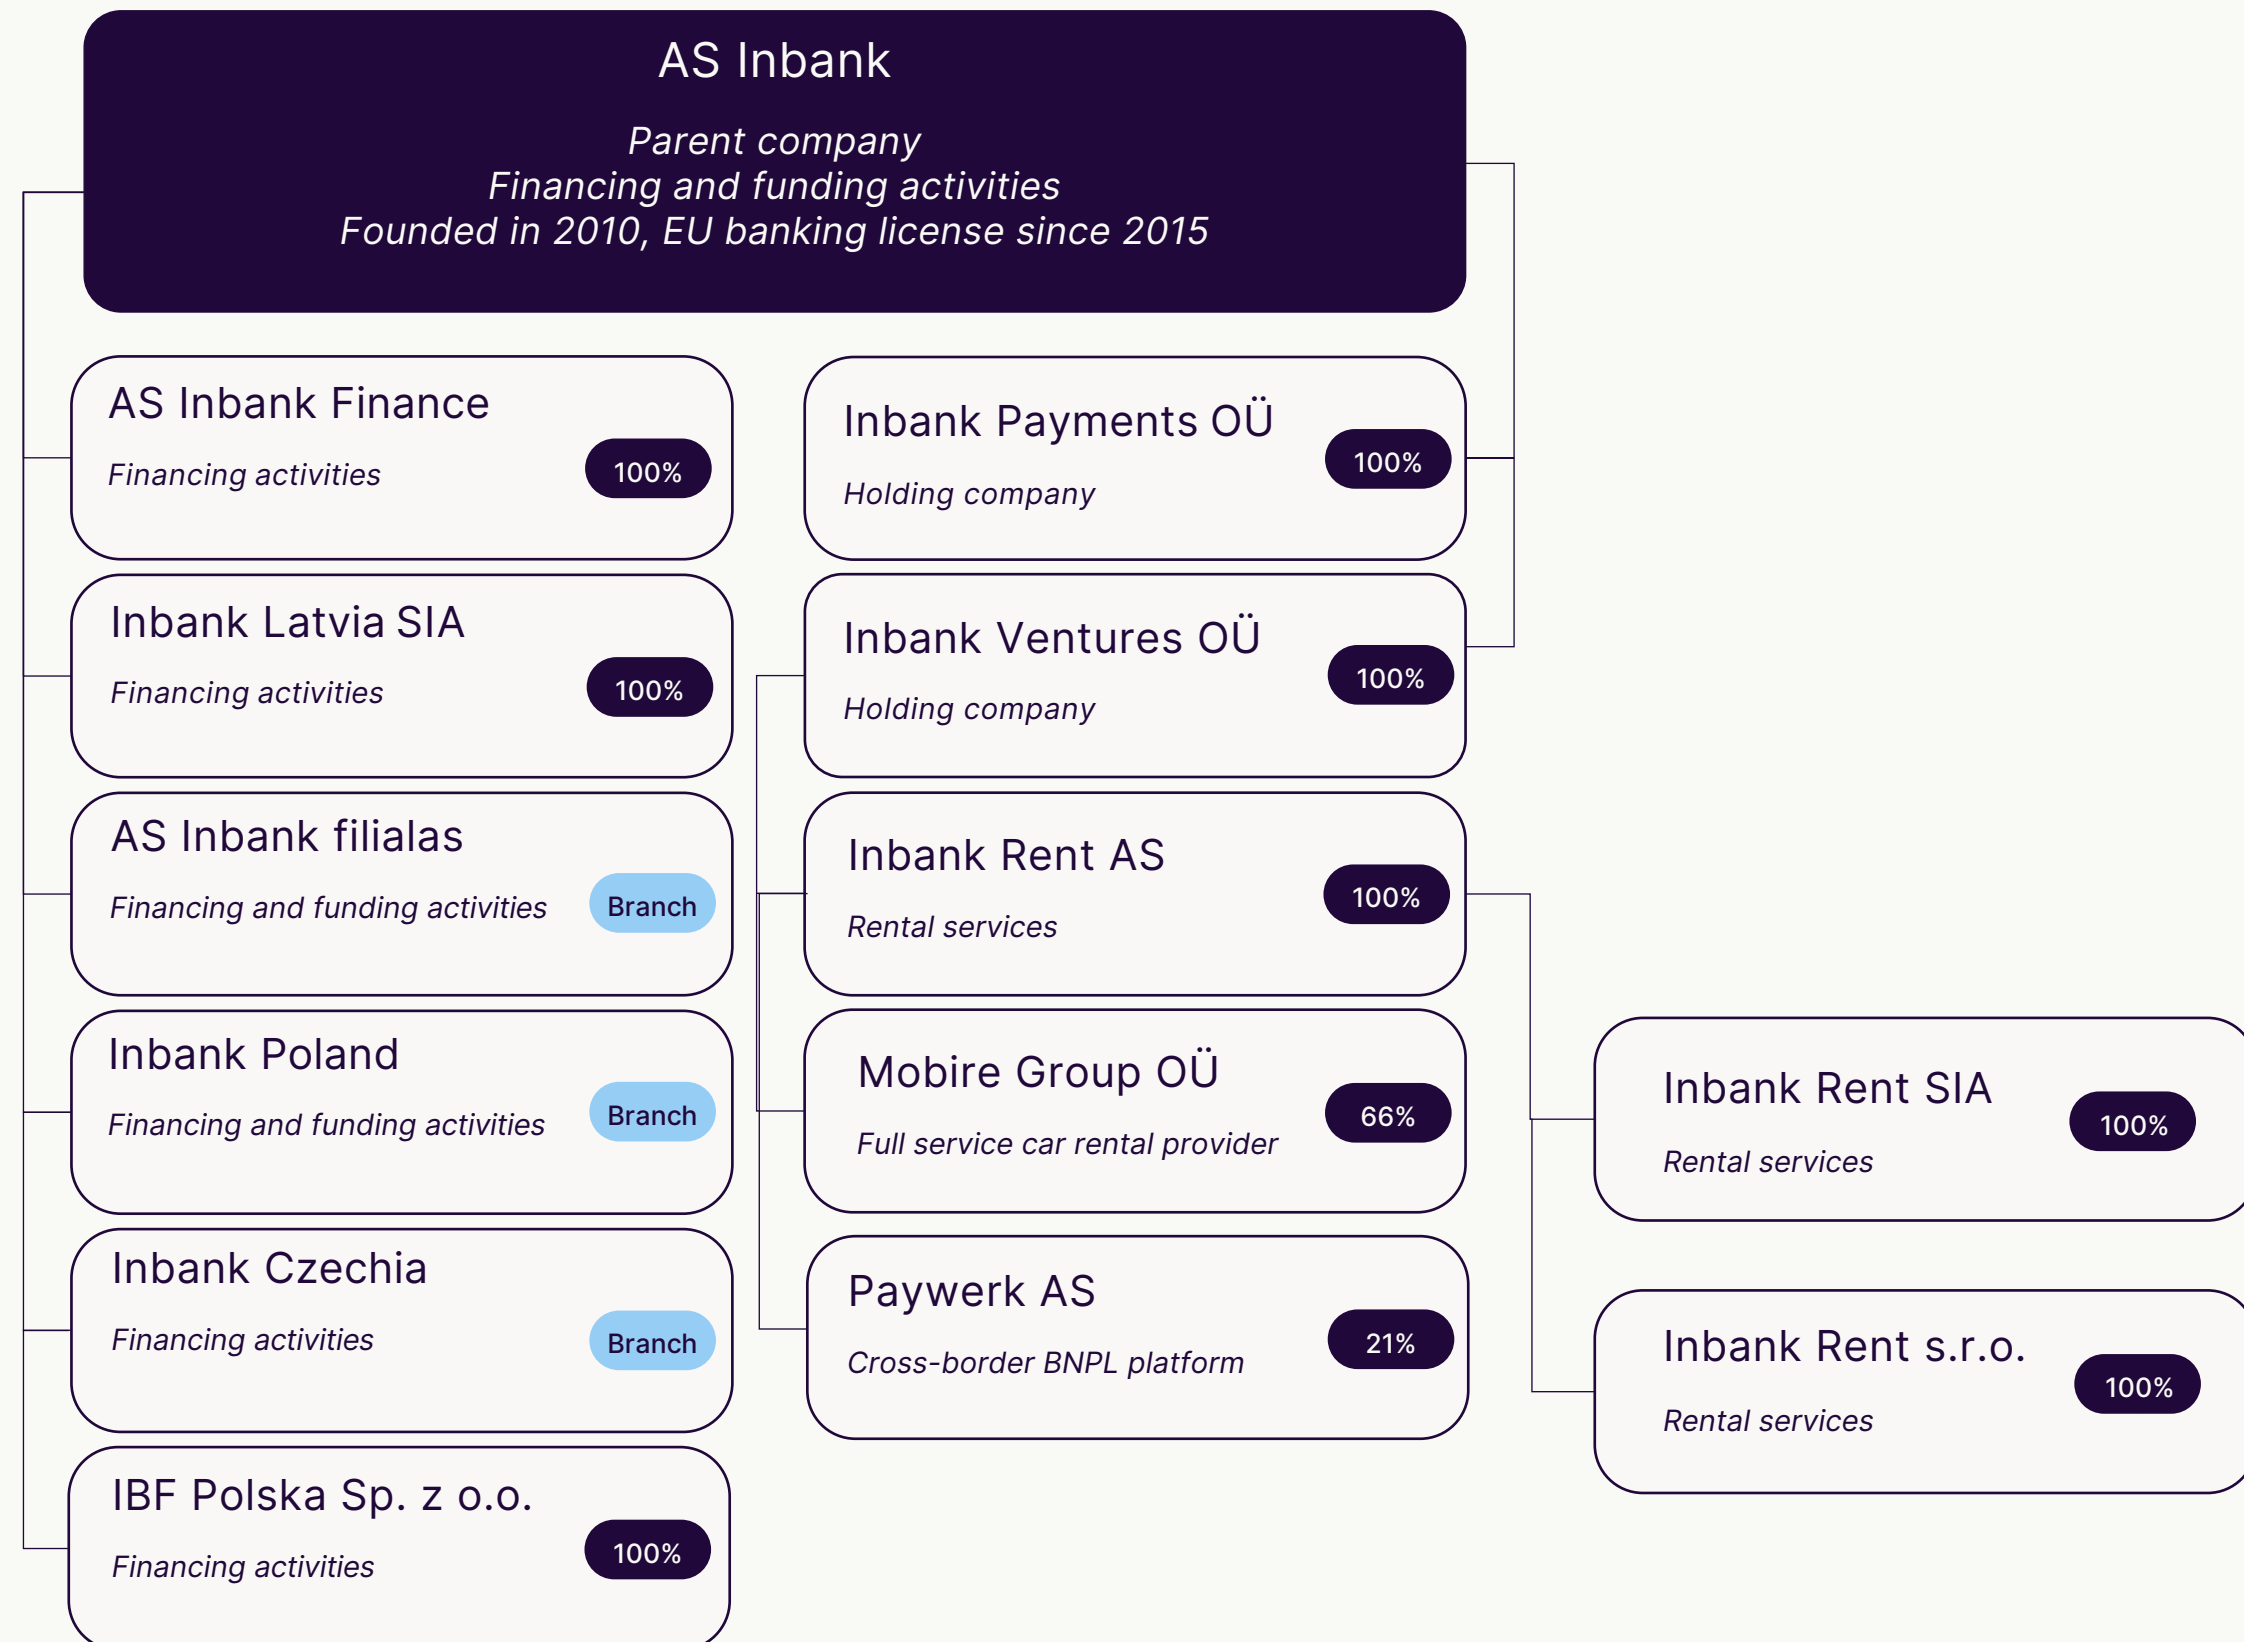 AS Inbank
Parent company
Financing and funding activities
Founded in 2010, EU banking license since 2015
AS Inbank Finance
Financing activities
100%
Inbank Latvia SIA
Financing activities
100%
AS Inbank filialas
Financing and funding activities
Branch
Inbank Poland
Financing and funding activities
Branch
Inbank Czechia
Financing activities
Branch
IBF Polska Sp. z o.o.
Financing activities
100%
Inbank Payments OÜ
Holding company
100%
Inbank Ventures OÜ
Holding company
100%
Inbank Rent AS
Rental services
100%
Mobire Group OÜ
Full service car rental provider
66%
Paywerk AS
Cross-border BNPL platform
21%
Inbank Rent SIA
Rental services
100%
Inbank Rent s.r.o.
Rental services
100%